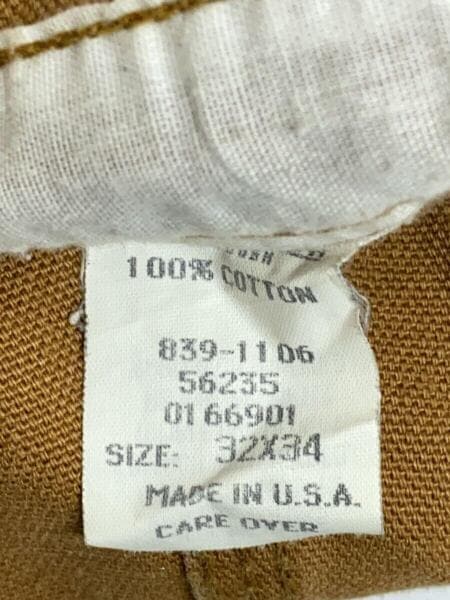 100% COTTON
839-1106
56235
0166901
SIZE: 32X34
MADE IN U.S.A.
CARE OVER